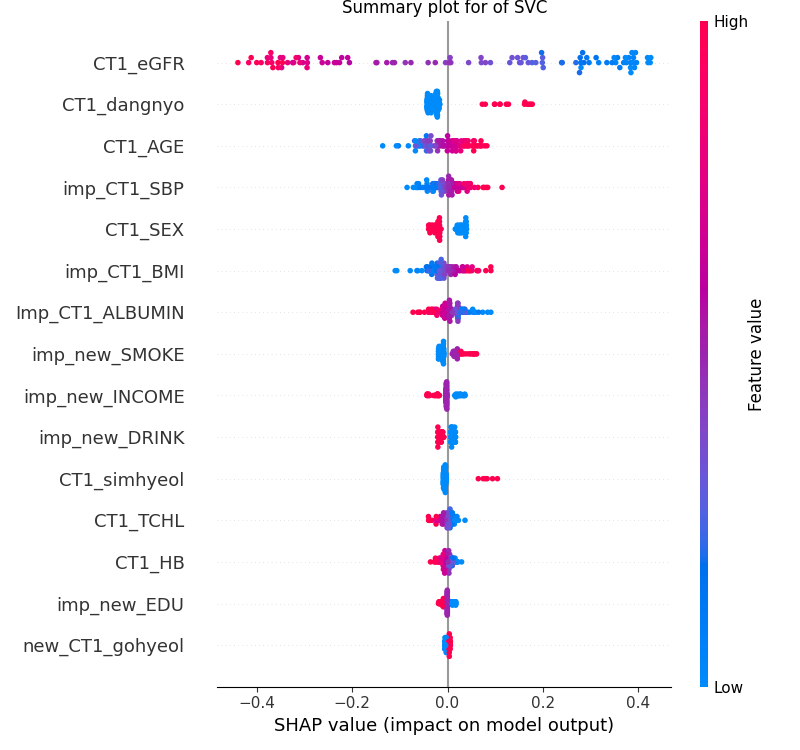 Summary plot for of SVC
High
CT1_eGFR
CT1_dangnyo
CT1_AGE
imp_CT1_SBP
CT1_SEX
imp_CT1_BMI
Imp_CT1_ALBUMIN
imp_new_SMOKE
imp_new_INCOME
imp_new_DRINK
CT1_simhyeol
CT1_TCHL
CT1_HB
imp_new_EDU
new_CT1_gohyeol
Feature value
Low
−0.4 −0.2 0.0 0.2 0.4
SHAP value (impact on model output)